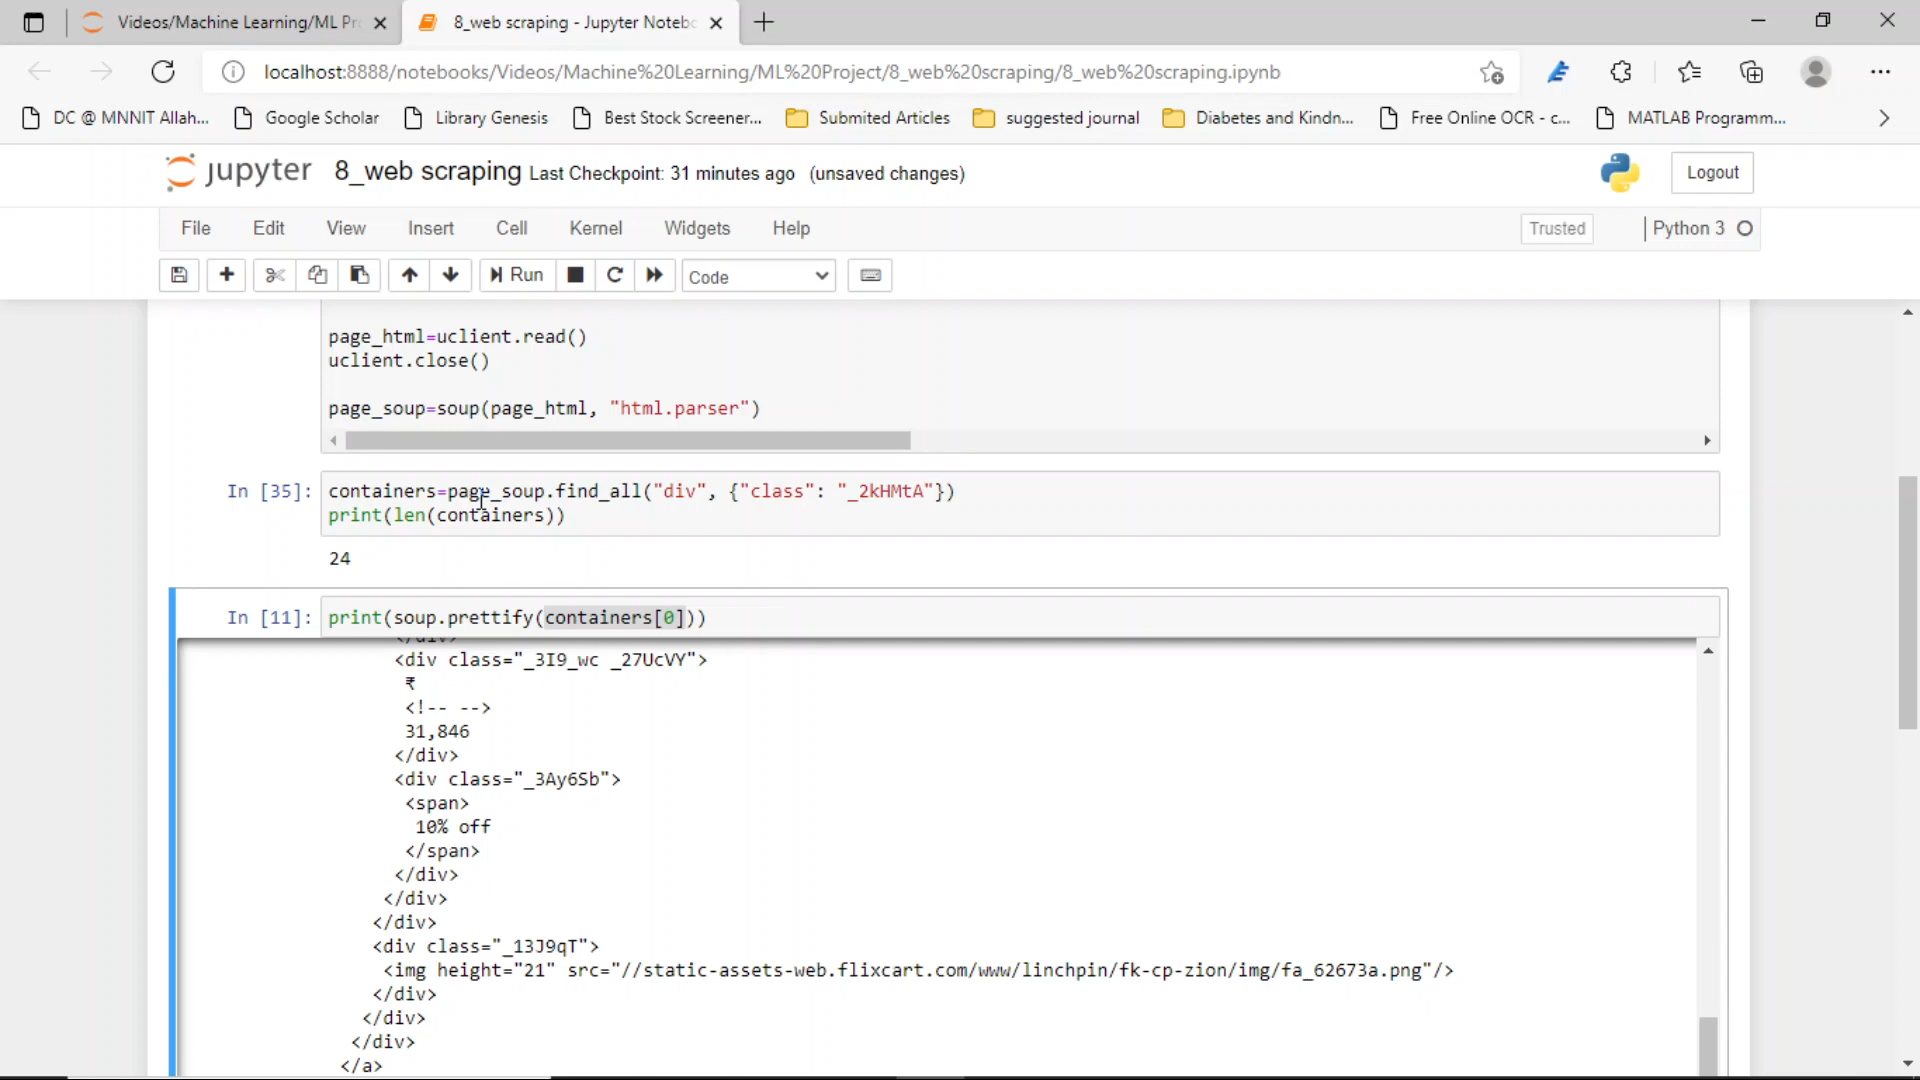 Videos/Machine Learning/ML Pr
8_web scraping - Jupyter Notebo
localhost:8888/notebooks/Videos/Machine%20Learning/ML%20Project/8_web%20scraping/8_web%20scraping.ipynb
DC @ MNNIT Allah...
Google Scholar
Library Genesis
Best Stock Screener...
Submited Articles
suggested journal
Diabetes and Kindn...
Free Online OCR - c...
MATLAB Programm...
jupyter 8_web scraping Last Checkpoint: 31 minutes ago (unsaved changes)
Logout
File Edit View Insert Cell Kernel Widgets Help
Trusted
Python 3
Run
Code
page_html=uclient.read()
uclient.close()
page_soup=soup(page_html, "html.parser")
In [35]: containers=page_soup.find_all("div", {"class": "_2kHMtA"})
print(len(containers))
24
In [11]: print(soup.prettify(containers[0]))
</div>
<div class="_3I9_wc _27UcVY">
₹
<!-- -->
31,846
</div>
<div class="_3Ay6Sb">
<span>
10% off
</span>
</div>
</div>
</div>
<div class="_13J9qT">
<img height="21" src="//static-assets-web.flixcart.com/www/linchpin/fk-cp-zion/img/fa_62673a.png"/>
</div>
</div>
</div>
</a>